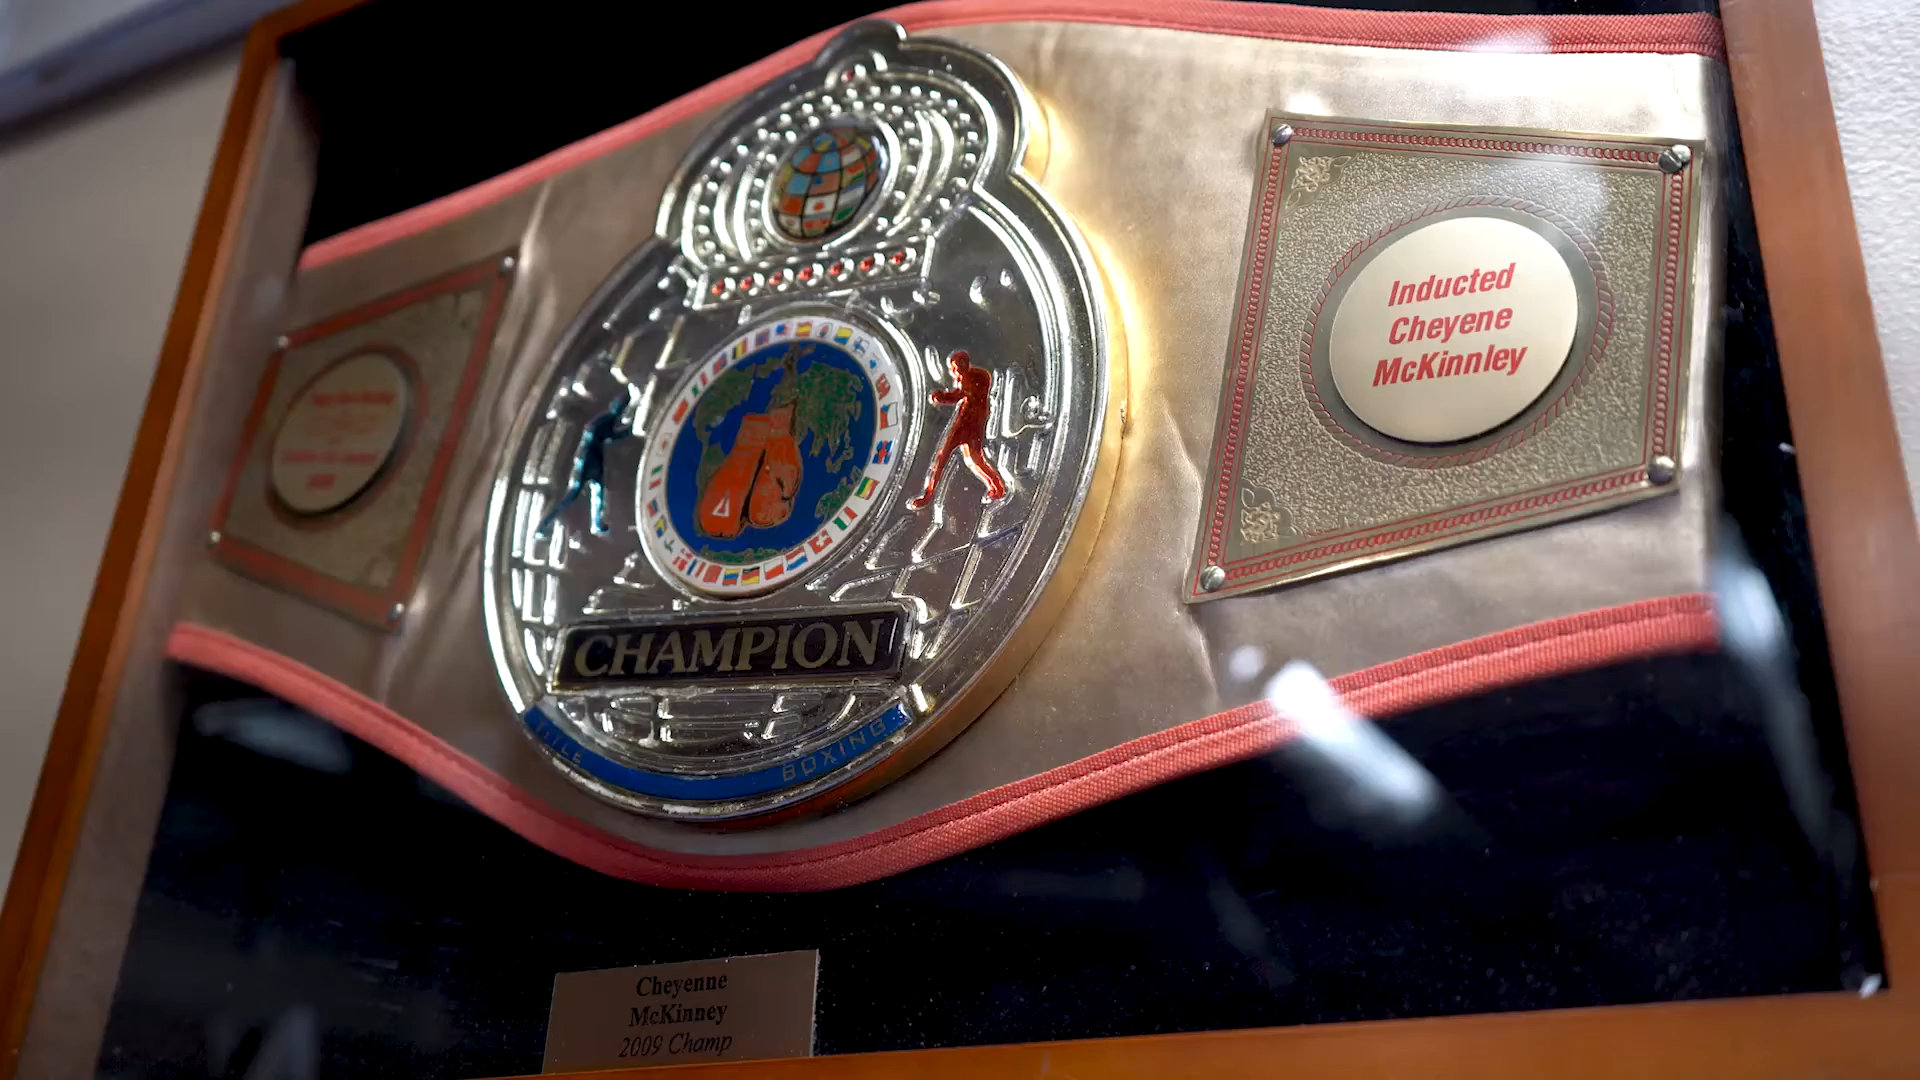 Inducted
Cheyene
McKinnley
CHAMPION
TITLE BOXING
Cheyenne
McKinney
2009 Champ